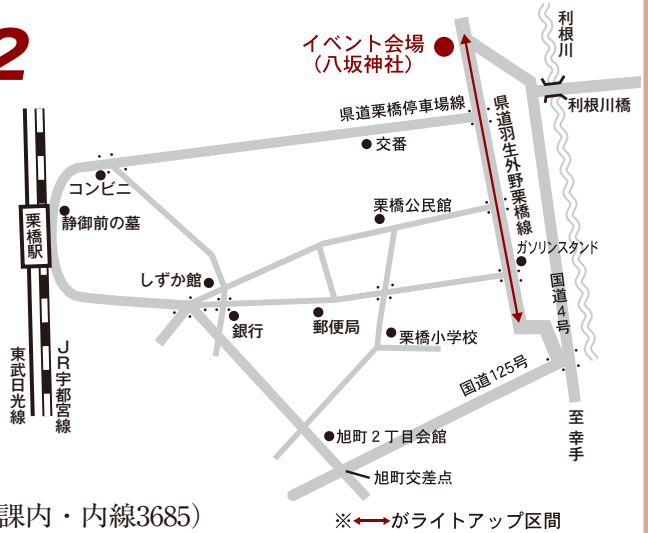 2
イベント会場
（八坂神社）
利根川
利根川橋
県道栗橋停車場線
交番
県道羽生外野栗橋線
コンビニ
静御前の墓
栗橋駅
栗橋公民館
ガソリンスタンド
しずか館
銀行
郵便局
栗橋小学校
国道4号
東武日光線
JR宇都宮線
国道125号
至 幸手
旭町２丁目会館
旭町交差点
課内・内線3685）
※⟷がライトアップ区間